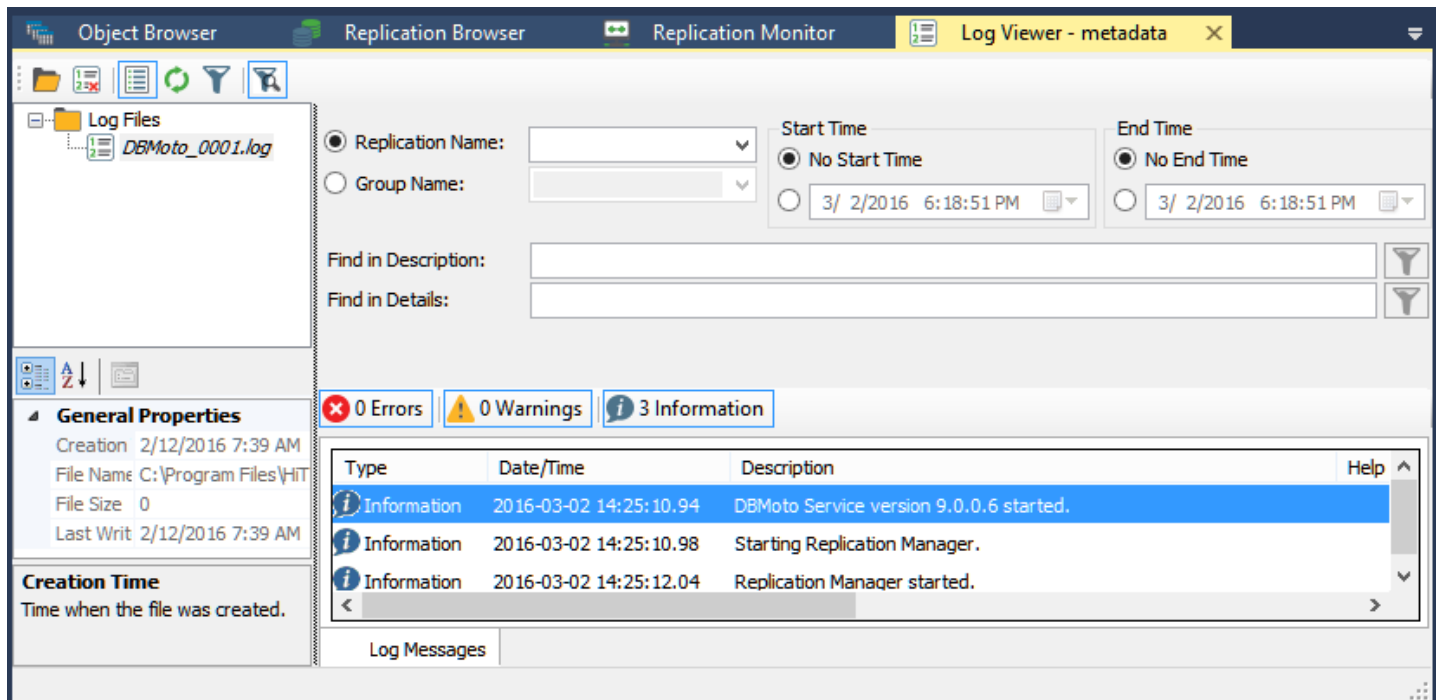 Object Browser Replication Browser Replication Monitor Log Viewer - metadata
Log Files
DBMoto_0001.log
Replication Name:
Group Name:
Start Time
No Start Time
3/ 2/2016 6:18:51 PM
End Time
No End Time
3/ 2/2016 6:18:51 PM
Find in Description:
Find in Details:
General Properties
Creation 2/12/2016 7:39 AM
File Name C:\Program Files\HiT
File Size 0
Last Writ 2/12/2016 7:39 AM
Creation Time
Time when the file was created.
0 Errors 0 Warnings 3 Information
Type Date/Time Description Help
Information 2016-03-02 14:25:10.94 DBMoto Service version 9.0.0.6 started.
Information 2016-03-02 14:25:10.98 Starting Replication Manager.
Information 2016-03-02 14:25:12.04 Replication Manager started.
Log Messages